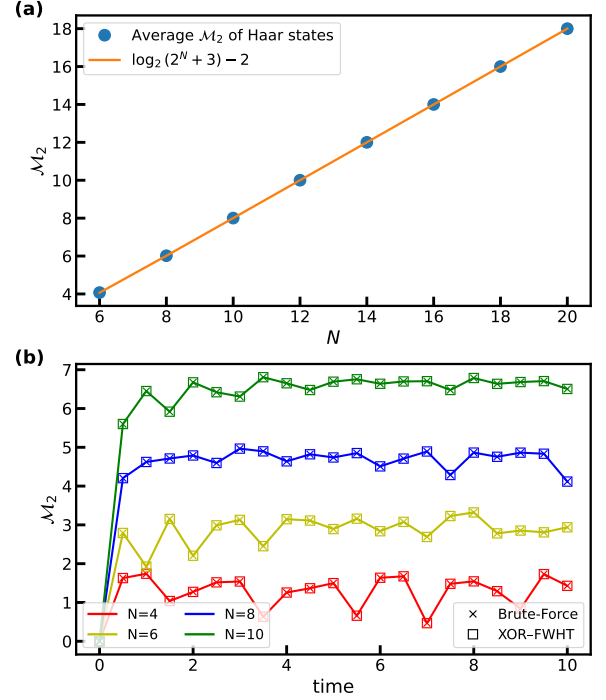 (a)
Average ℳ₂ of Haar states
log₂ (2ᴺ + 3) − 2
18
16
14
12
10
8
6
4
ℳ₂
6 8 10 12 14 16 18 20
N
(b)
7
6
5
4
3
2
1
0
ℳ₂
N=4 N=8
N=6 N=10
Brute-Force
XOR–FWHT
0 2 4 6 8 10
time